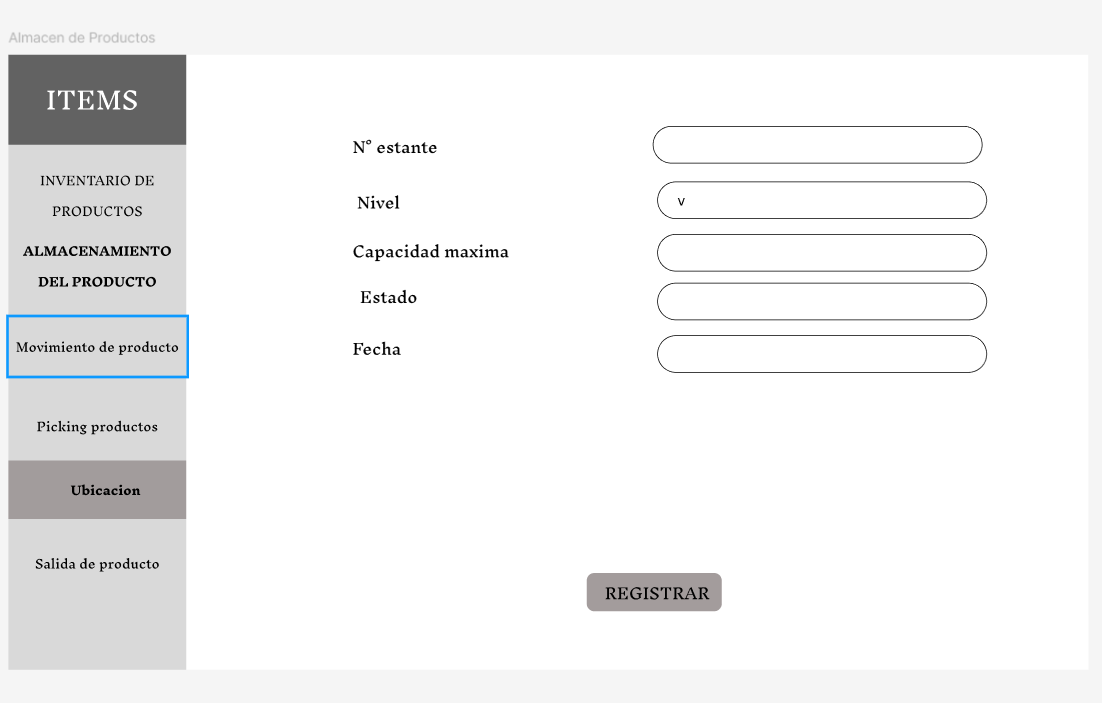 Almacen de Productos
ITEMS
INVENTARIO DE
PRODUCTOS
ALMACENAMIENTO
DEL PRODUCTO
Movimiento de producto
Picking productos
Ubicacion
Salida de producto
N° estante
Nivel
v
Capacidad maxima
Estado
Fecha
REGISTRAR